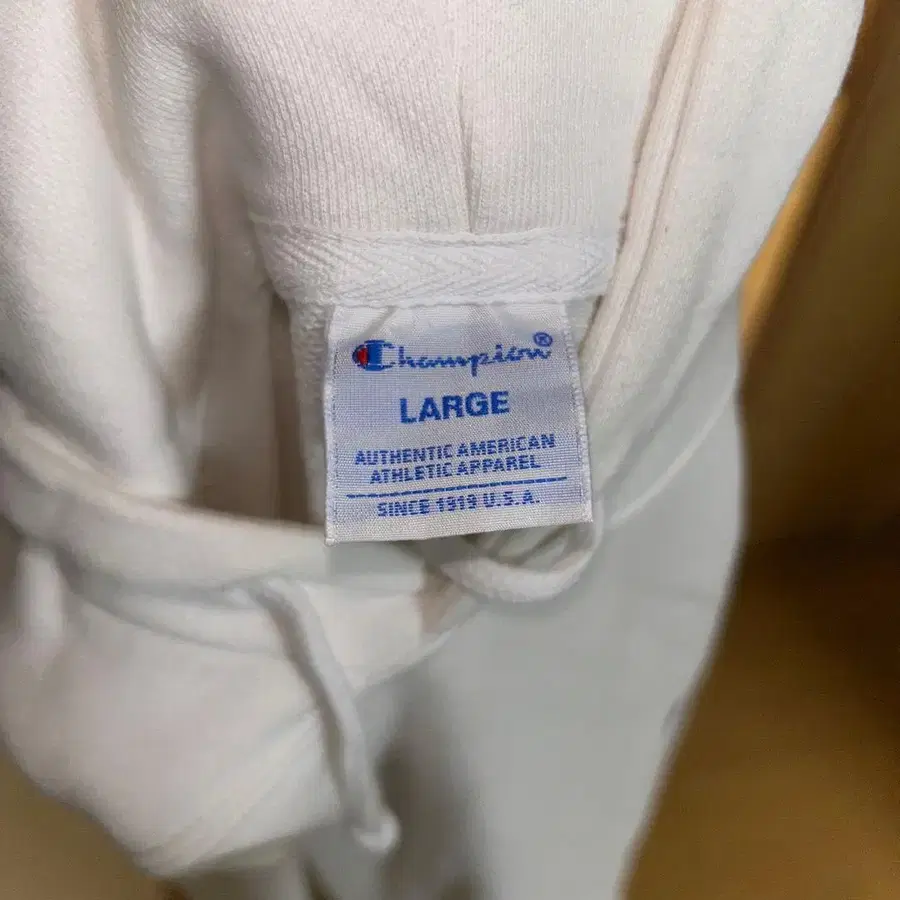 Champion®
LARGE
AUTHENTIC AMERICAN
ATHLETIC APPAREL
SINCE 1919 U.S.A.